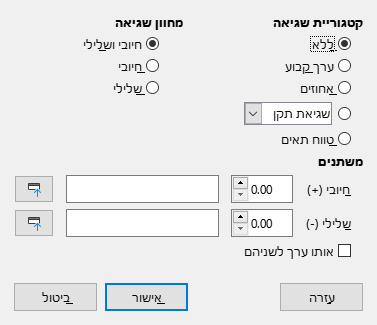 קטגוריית שגיאה
ללא
ערך קבוע
אחוזים
שגיאת תקן
טווח תאים
מחוון שגיאה
חיובי ושלילי
חיובי
שלילי
משתנים
חיובי (+)
0.00
שלילי (-)
0.00
אותו ערך לשניהם
עזרה
אישור
ביטול